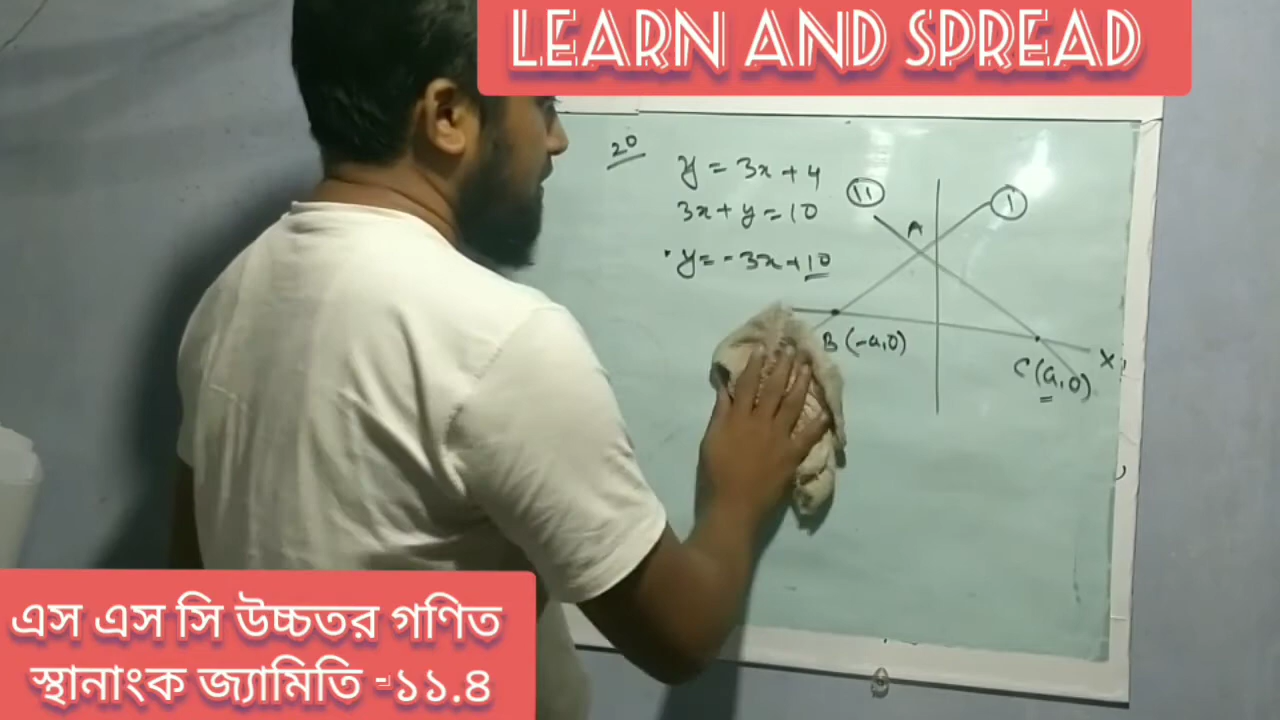 LEARN AND SPREAD
20
y = 3x + 4
3x + y = 10
y = - 3x + 10
11
1
A
B (-a,0)
C (a,0)
X
এস এস সি উচ্চতর গণিত
স্থানাংক জ্যামিতি -১১.৪